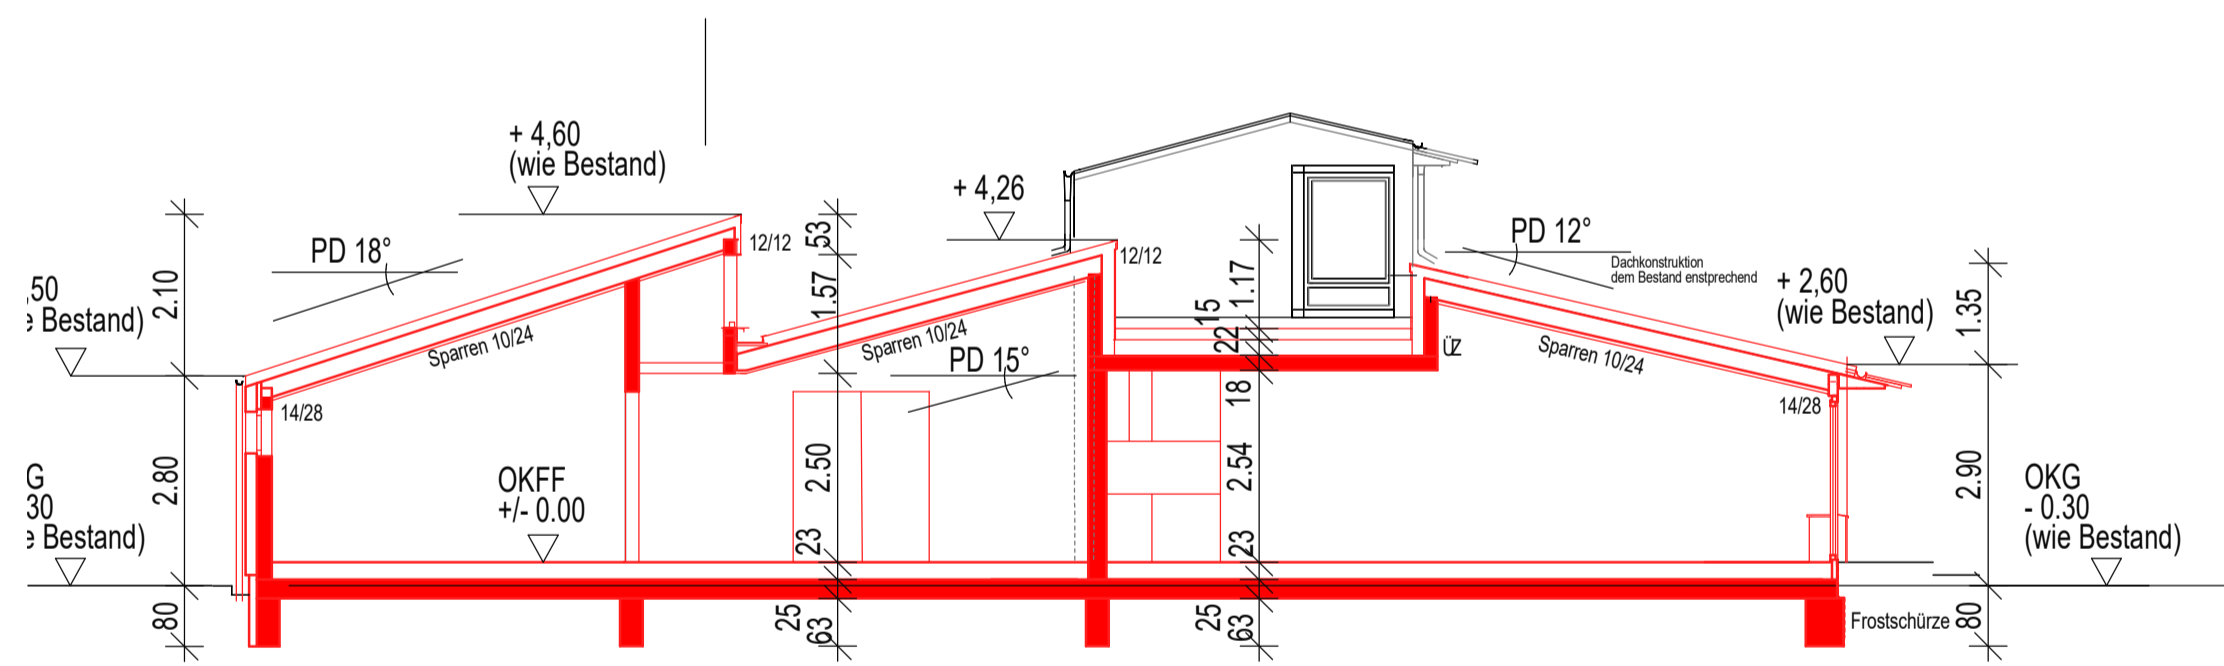 + 4,60
(wie Bestand)
+ 4,26
PD 18°
12/12
53
12/12
PD 12°
Dachkonstruktion
dem Bestand enstprechend
+ 2,60
(wie Bestand)
.50
Bestand)
2.10
1.57
1.17
15
22
1.35
Sparren 10/24
Sparren 10/24
PD 15°
ÜZ
Sparren 10/24
14/28
18
14/28
G
30
Bestand)
2.80
OKFF
+/- 0.00
2.50
23
2.54
23
2.90
OKG
- 0.30
(wie Bestand)
80
25
63
25
63
Frostschürze
80